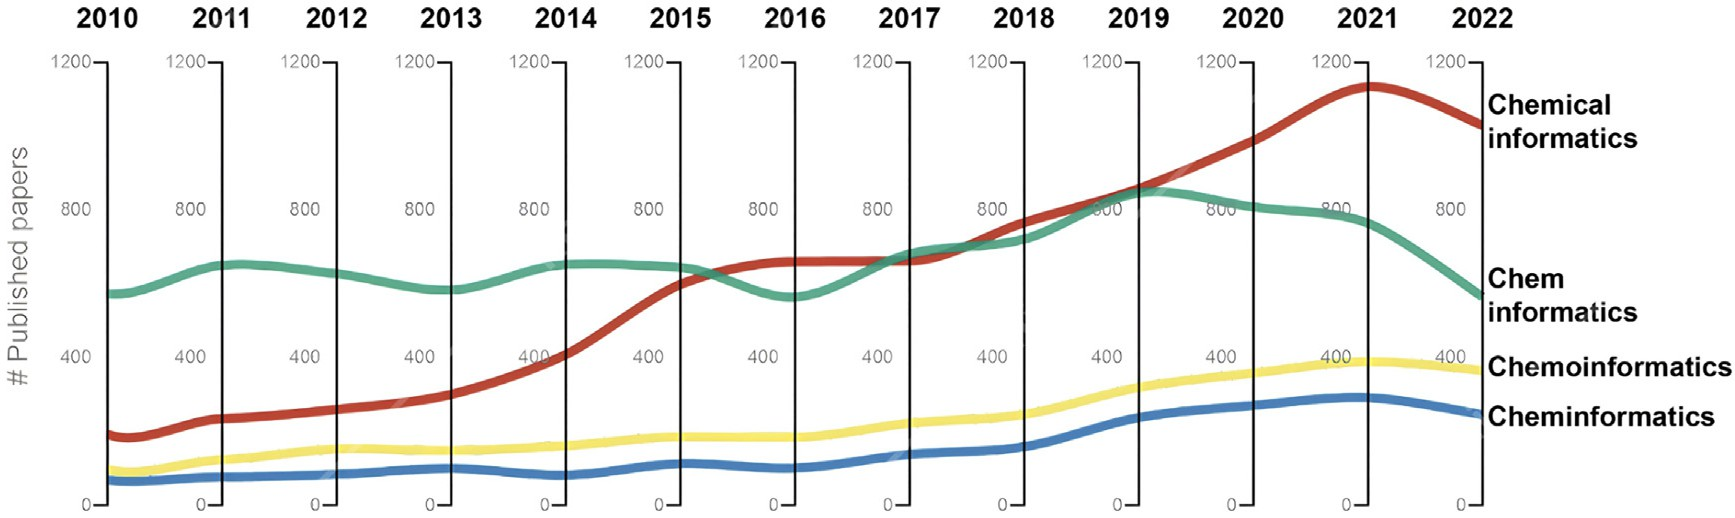 2010 2011 2012 2013 2014 2015 2016 2017 2018 2019 2020 2021 2022
1200 1200 1200 1200 1200 1200 1200 1200 1200 1200 1200 1200 1200
Chemical
informatics
# Published papers
800 800 800 800 800 800 800 800 800 800 800 800 800
Chem
informatics
400 400 400 400 400 400 400 400 400 400 400 400 400
Chemoinformatics
Cheminformatics
0 0 0 0 0 0 0 0 0 0 0 0 0